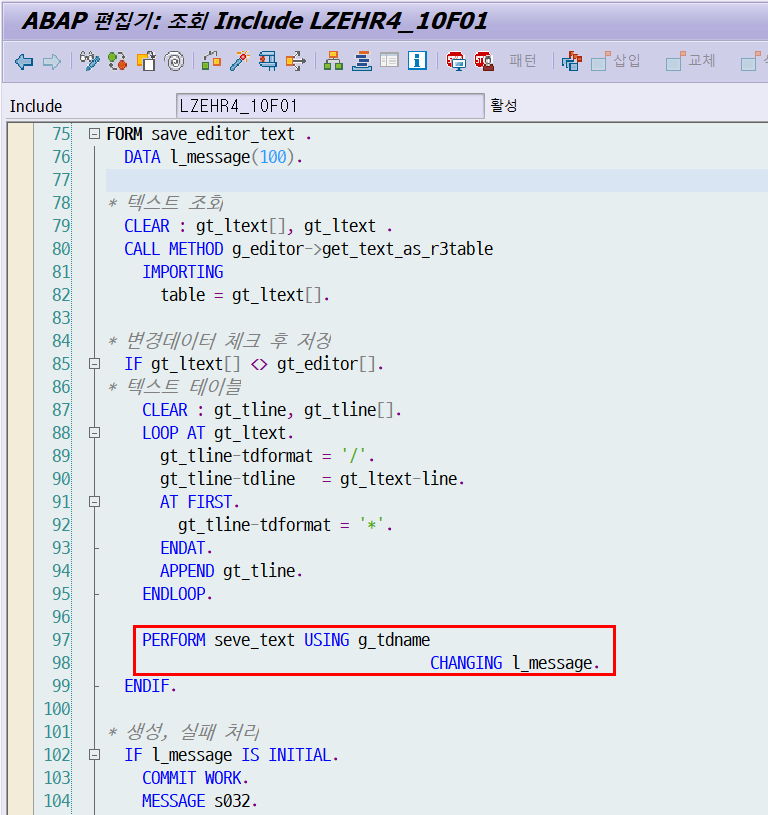 ABAP 편집기: 조회 Include LZEHR4_10F01
패턴 삽입 교체
Include LZEHR4_10F01 활성
75 FORM save_editor_text .
76 DATA l_message(100).
77
78 * 텍스트 조회
79 CLEAR : gt_ltext[], gt_ltext .
80 CALL METHOD g_editor->get_text_as_r3table
81 IMPORTING
82 table = gt_ltext[].
83
84 * 변경데이터 체크 후 저장
85 IF gt_ltext[] <> gt_editor[].
86 * 텍스트 테이블
87 CLEAR : gt_tline, gt_tline[].
88 LOOP AT gt_ltext.
89 gt_tline-tdformat = '/'.
90 gt_tline-tdline = gt_ltext-line.
91 AT FIRST.
92 gt_tline-tdformat = '*'.
93 ENDAT.
94 APPEND gt_tline.
95 ENDLOOP.
96
97 PERFORM seve_text USING g_tdname
98 CHANGING l_message.
99 ENDIF.
100
101 * 생성, 실패 처리
102 IF l_message IS INITIAL.
103 COMMIT WORK.
104 MESSAGE s032.